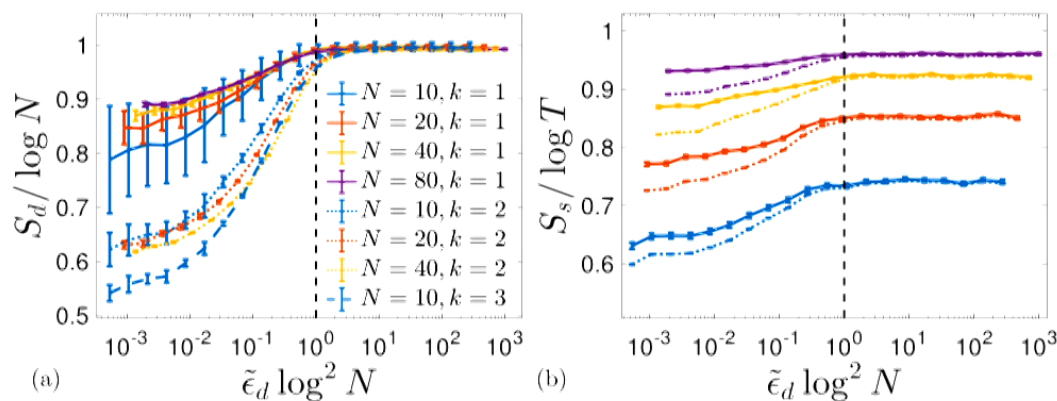 1
0.9
0.8
0.7
0.6
0.5
S_d/ log N
10^-3 10^-2 10^-1 10^0 10^1 10^2 10^3
(a) ϵ̃_d log^2 N
N = 10, k = 1
N = 20, k = 1
N = 40, k = 1
N = 80, k = 1
N = 10, k = 2
N = 20, k = 2
N = 40, k = 2
N = 10, k = 3
1
0.9
0.8
0.7
0.6
S_s/ log T
10^-3 10^-2 10^-1 10^0 10^1 10^2 10^3
(b) ϵ̃_d log^2 N